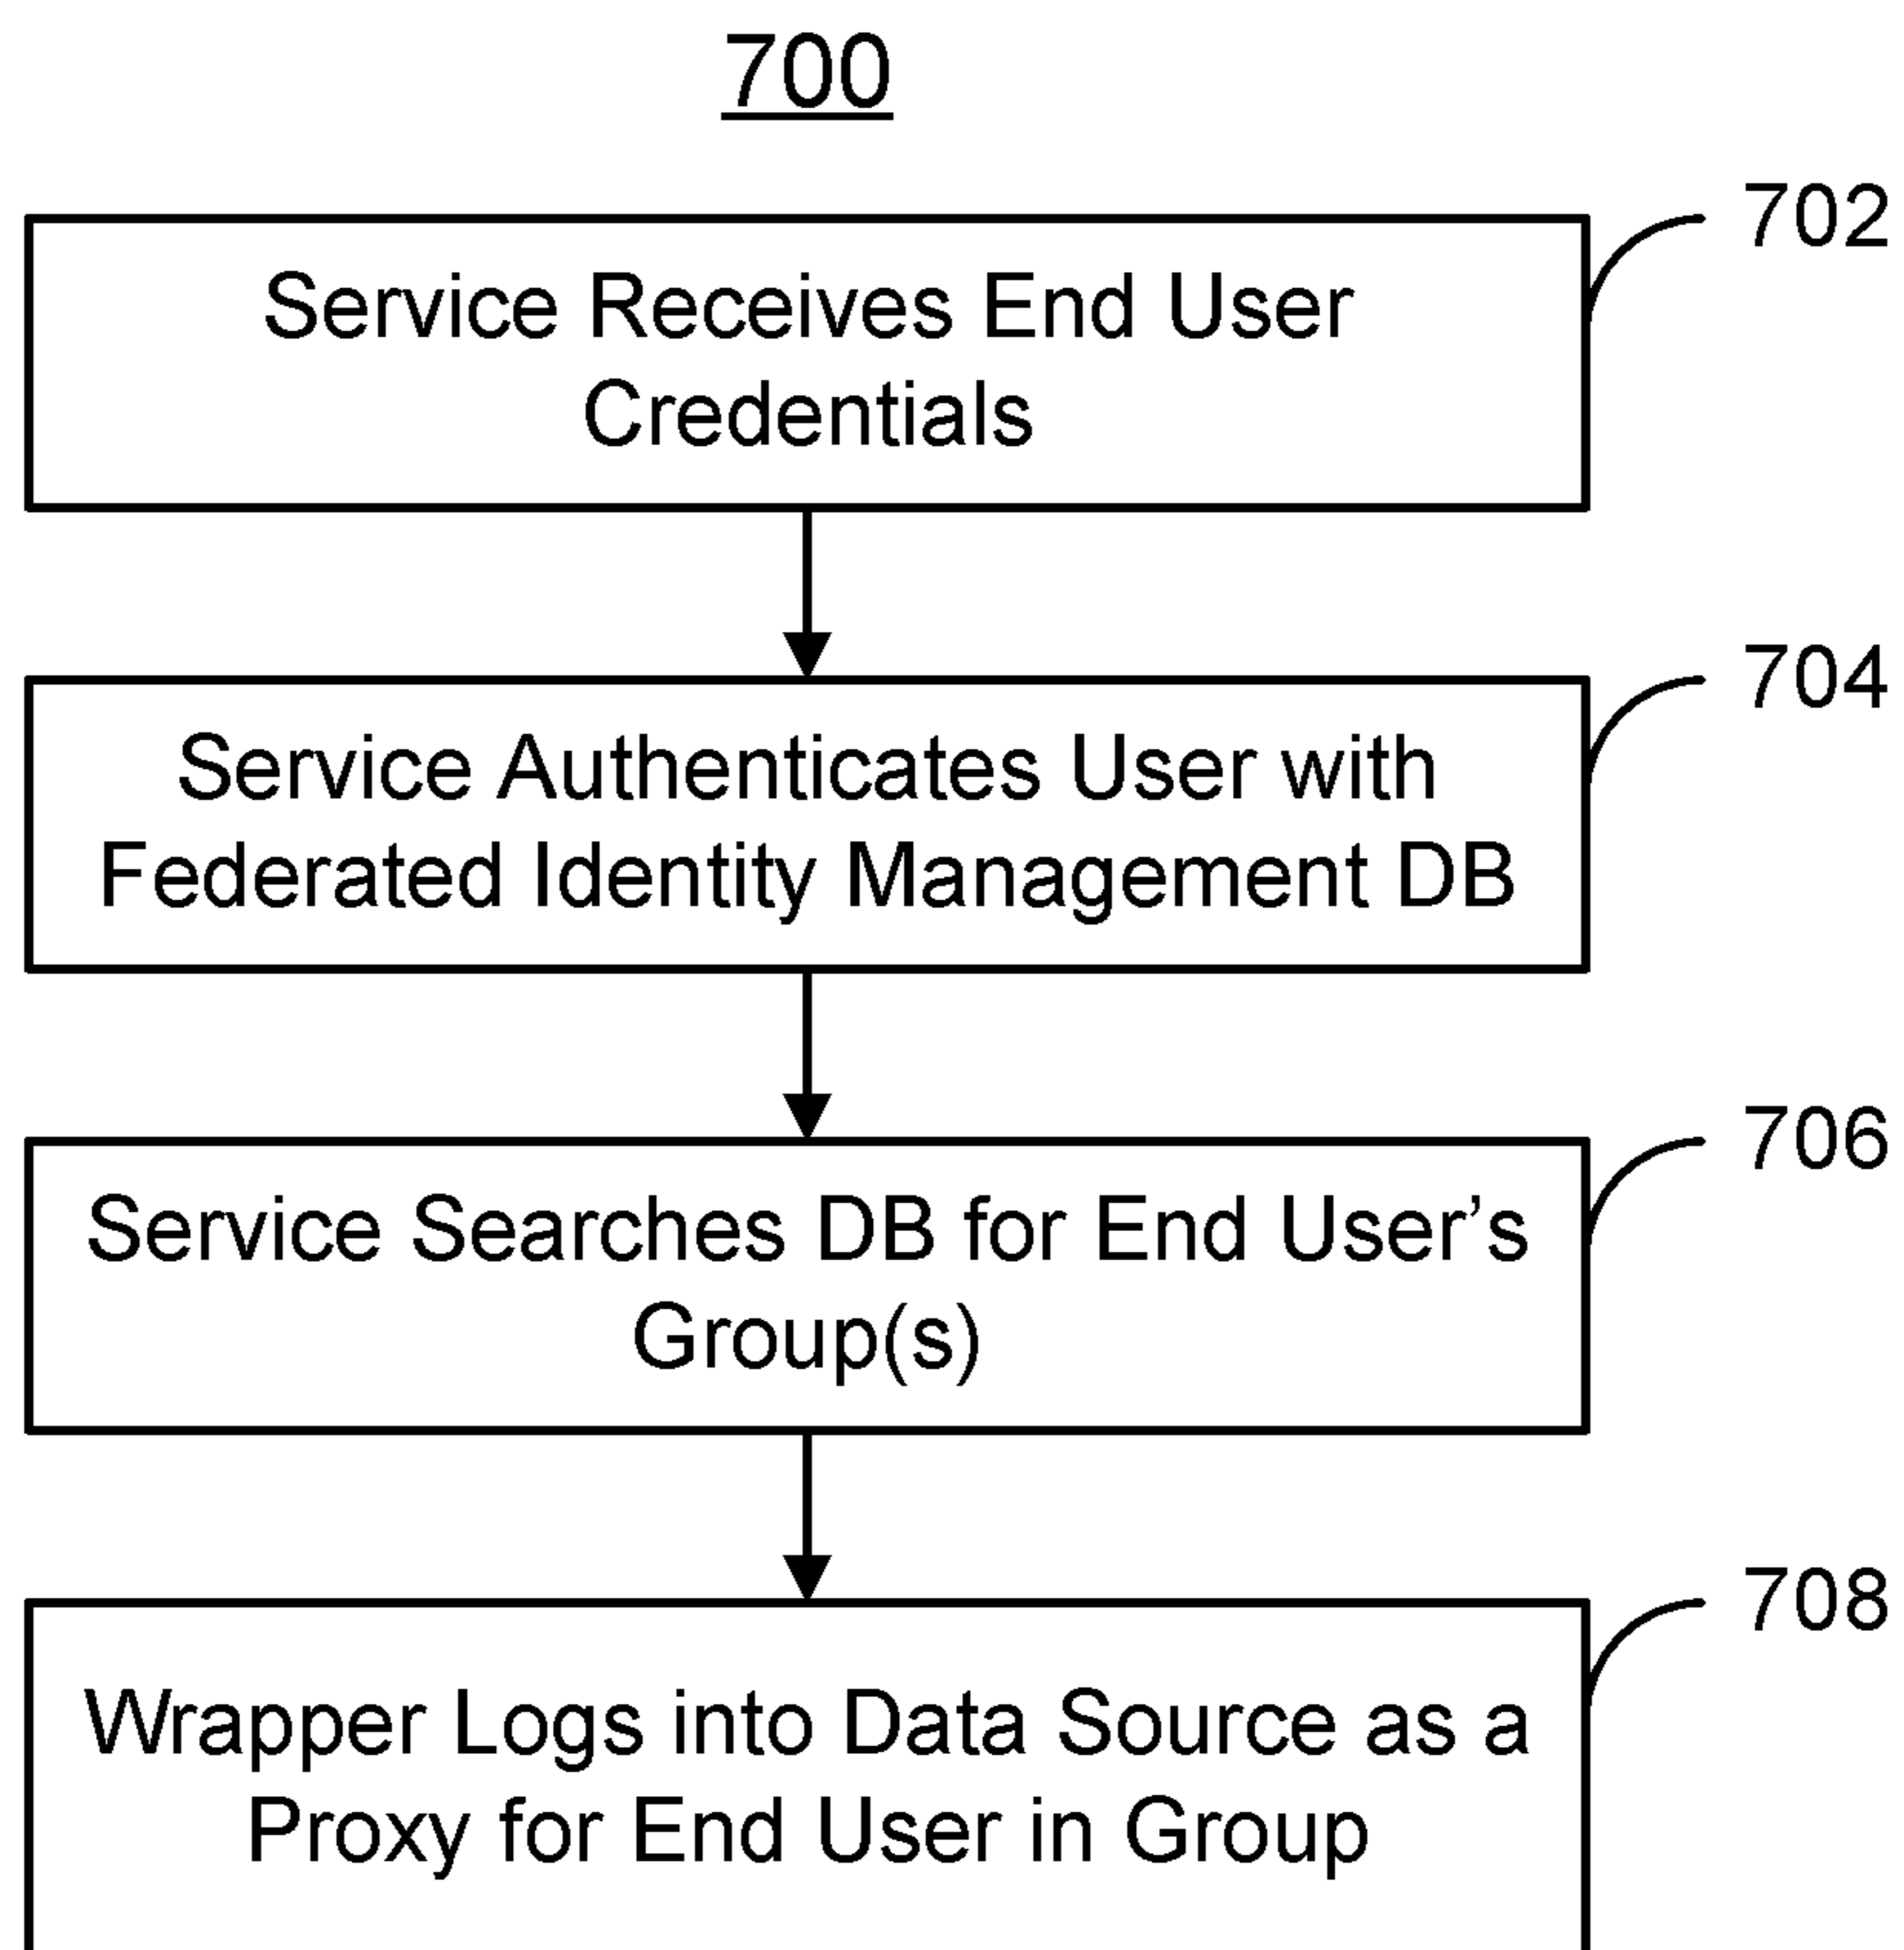 700
702
Service Receives End User
Credentials
704
Service Authenticates User with
Federated Identity Management DB
706
Service Searches DB for End User’s
Group(s)
708
Wrapper Logs into Data Source as a
Proxy for End User in Group